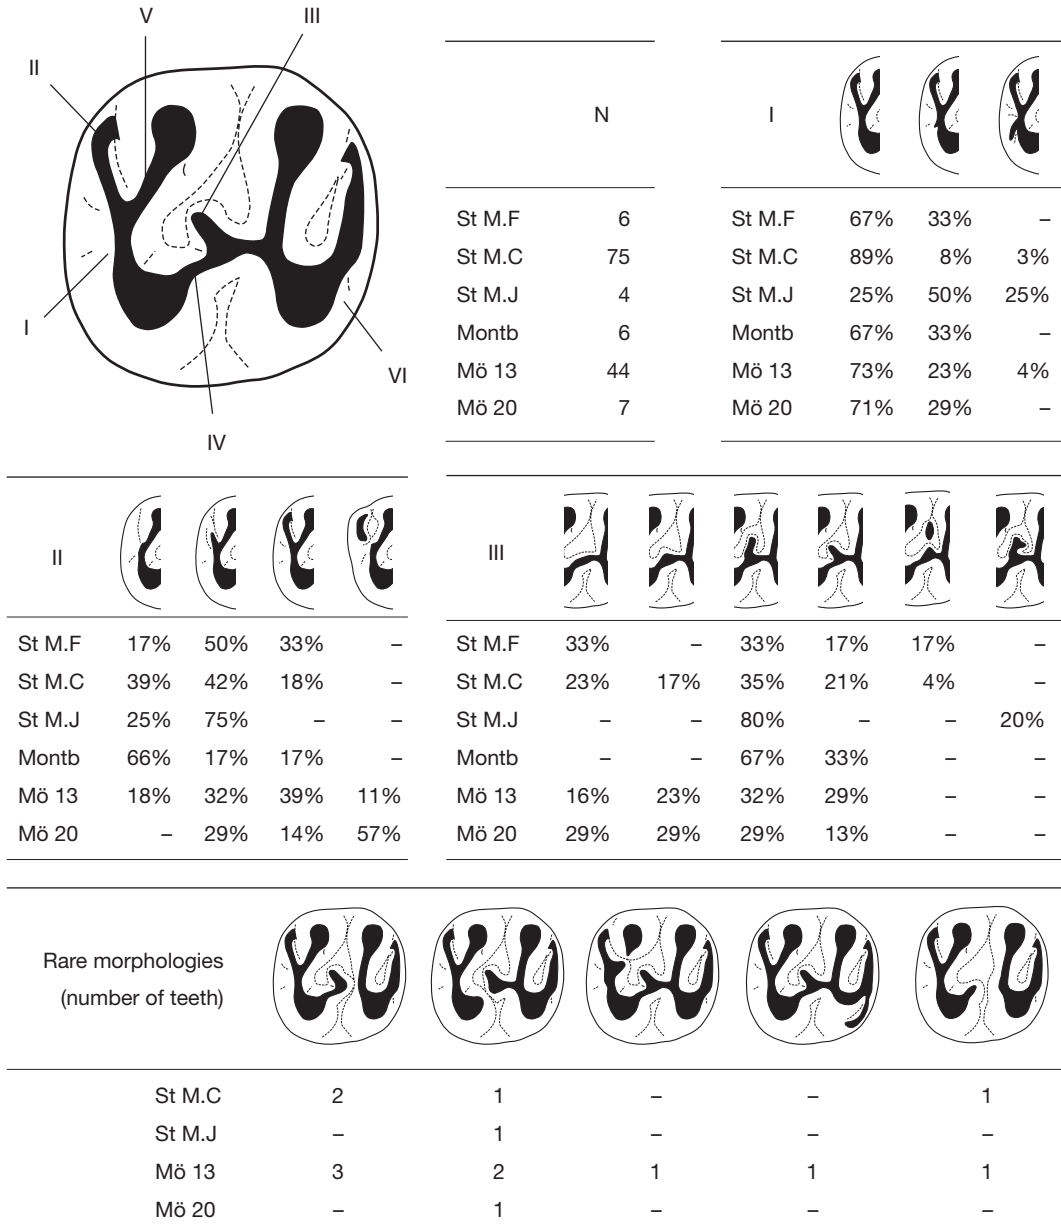 V
III
II
I
VI
IV
N
St M.F 6
St M.C 75
St M.J 4
Montb 6
Mö 13 44
Mö 20 7
I
St M.F 67% 33% –
St M.C 89% 8% 3%
St M.J 25% 50% 25%
Montb 67% 33% –
Mö 13 73% 23% 4%
Mö 20 71% 29% –
II
St M.F 17% 50% 33% –
St M.C 39% 42% 18% –
St M.J 25% 75% – –
Montb 66% 17% 17% –
Mö 13 18% 32% 39% 11%
Mö 20 – 29% 14% 57%
III
St M.F 33% – 33% 17% 17% –
St M.C 23% 17% 35% 21% 4% –
St M.J – – 80% – – 20%
Montb – – 67% 33% – –
Mö 13 16% 23% 32% 29% – –
Mö 20 29% 29% 29% 13% – –
Rare morphologies
(number of teeth)
St M.C 2 1 – – 1
St M.J – 1 – – –
Mö 13 3 2 1 1 1
Mö 20 – 1 – – –